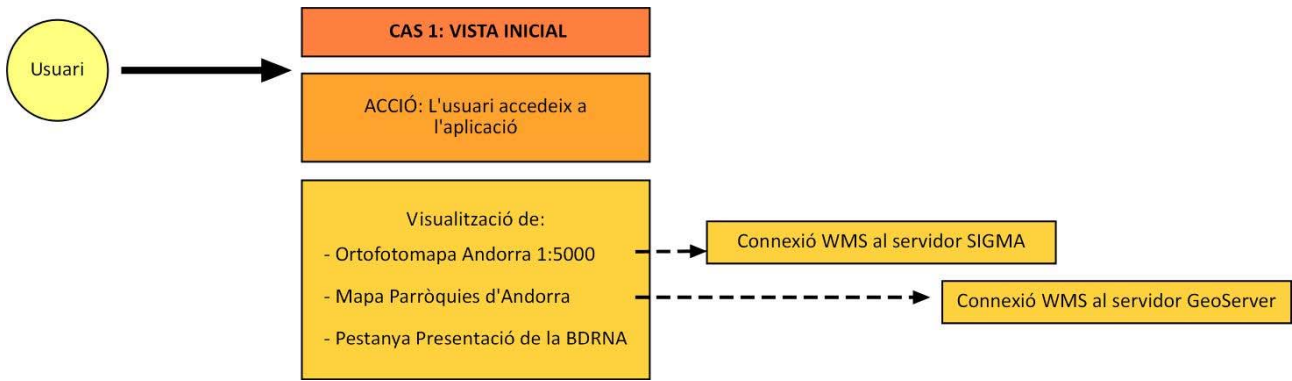 Usuari
CAS 1: VISTA INICIAL
ACCIÓ: L'usuari accedeix a
l'aplicació
Visualització de:
- Ortofotomapa Andorra 1:5000
Connexió WMS al servidor SIGMA
- Mapa Parròquies d'Andorra
Connexió WMS al servidor GeoServer
- Pestanya Presentació de la BDRNA